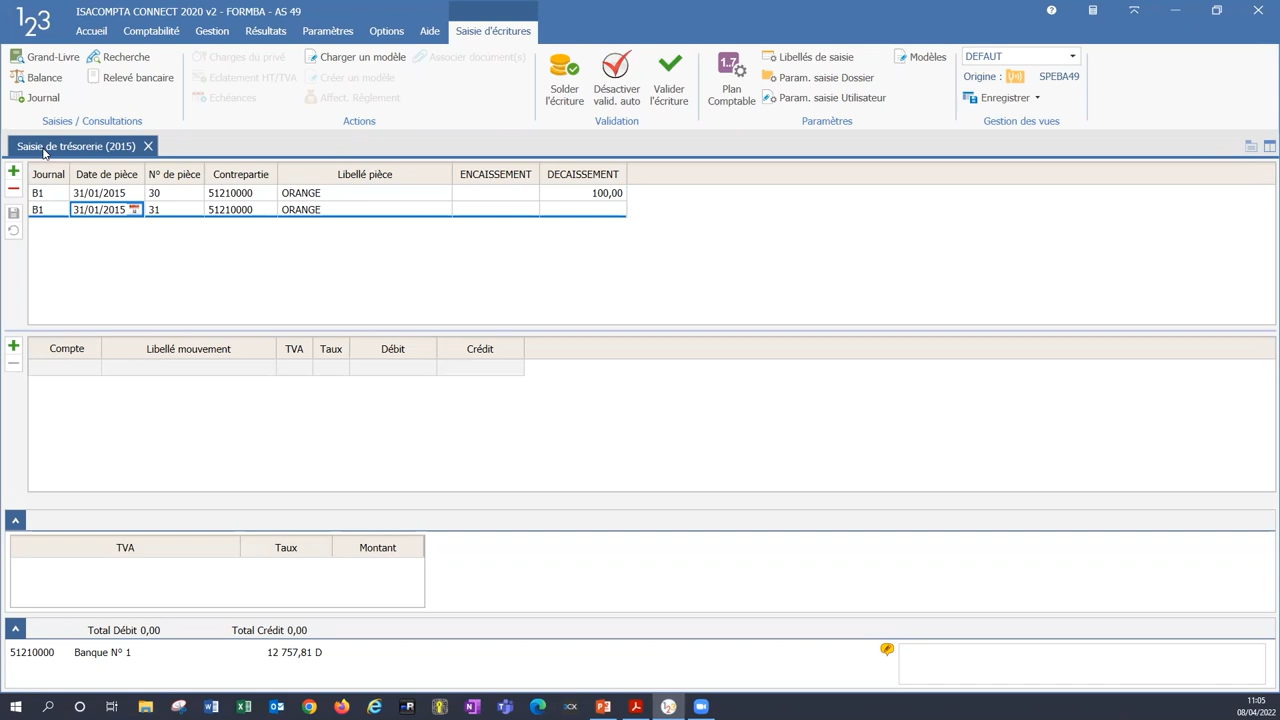 123
ISACOMPTA CONNECT 2020 v2 - FORMBA - AS 49
Accueil Comptabilité Gestion Résultats Paramètres Options Aide Saisie d'écritures
Grand-Livre Recherche Charges du privé Charger un modèle Associer document(s) Libellés de saisie Modèles DEFAUT
Balance Relevé bancaire Eclatement HT/TVA Créer un modèle Param. saisie Dossier Origine : SPEBA49
Journal Echéances Affect. Règlement Param. saisie Utilisateur Enregistrer
Solder l'écriture
Désactiver valid. auto
Valider l'écriture
Plan Comptable
Saisies / Consultations Actions Validation Paramètres Gestion des vues
Saisie de trésorerie (2015)
Journal Date de pièce N° de pièce Contrepartie Libellé pièce ENCAISSEMENT DECAISSEMENT
B1 31/01/2015 30 51210000 ORANGE 100,00
B1 31/01/2015 31 51210000 ORANGE
Compte Libellé mouvement TVA Taux Débit Crédit
TVA Taux Montant
Total Débit 0,00 Total Crédit 0,00
51210000 Banque N° 1 12 757,81 D
11:05
08/04/2022